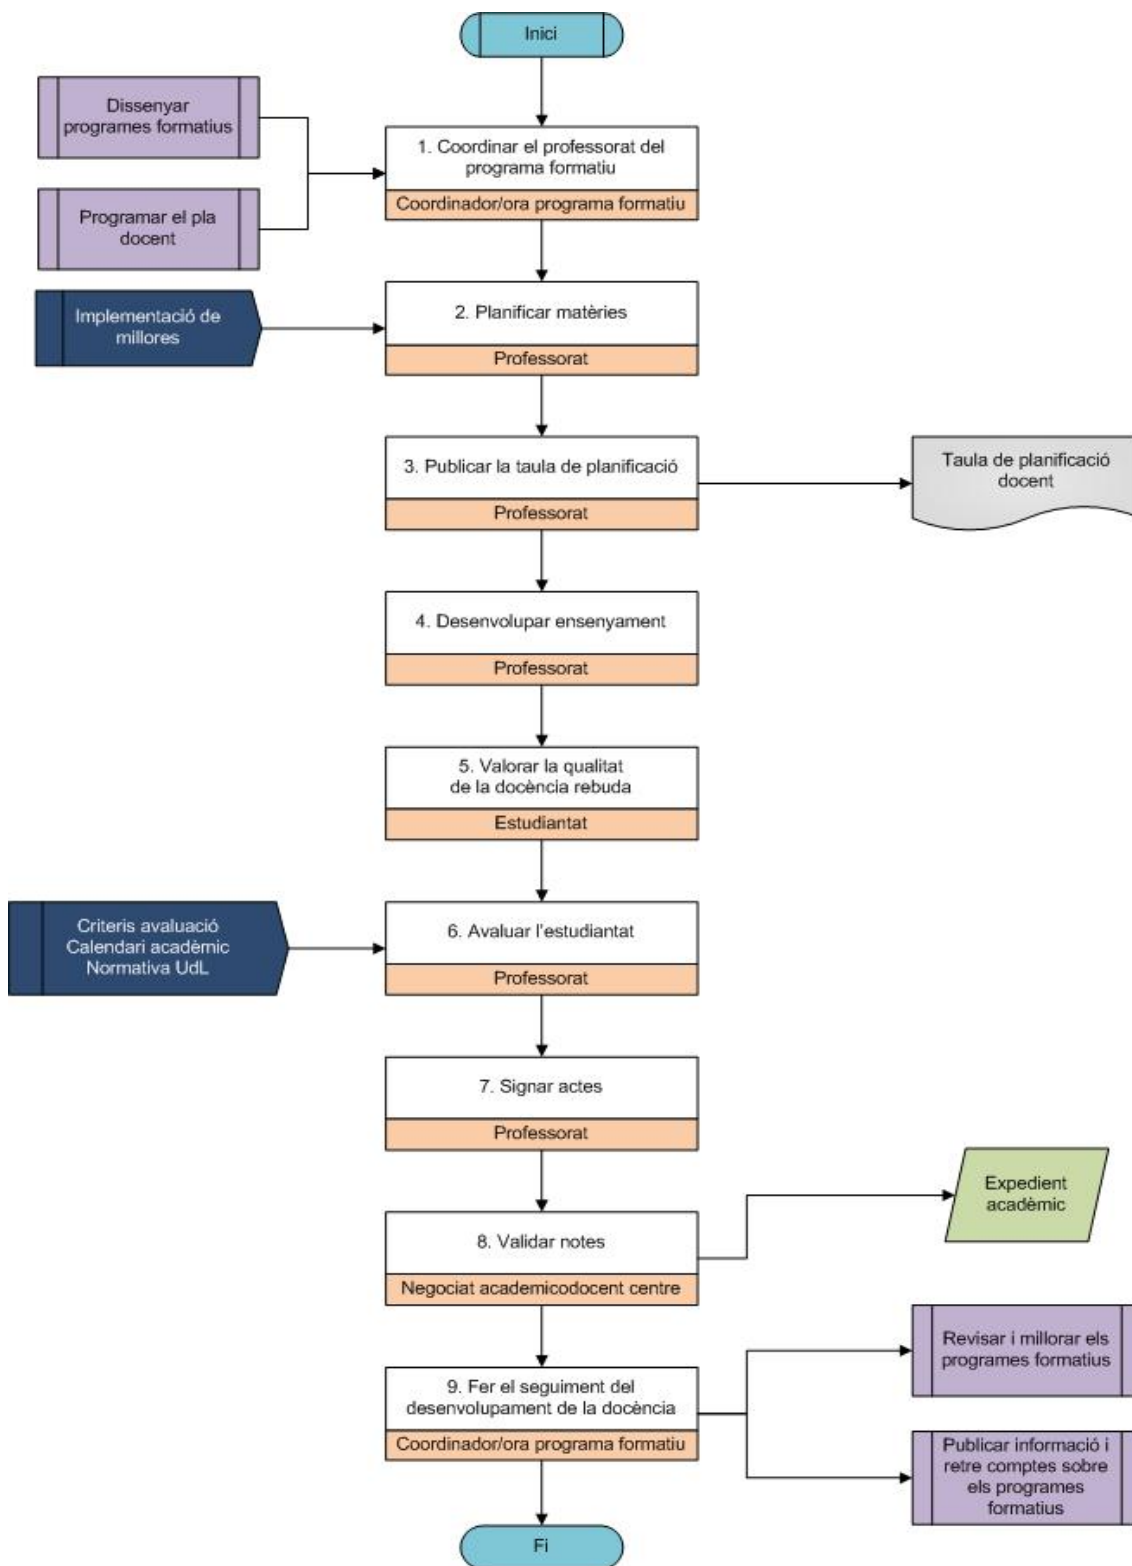 Inici
Dissenyar
programes formatius
1. Coordinar el professorat del
programa formatiu
Coordinador/ora programa formatiu
Programar el pla
docent
Implementació de
millores
2. Planificar matèries
Professorat
3. Publicar la taula de planificació
Professorat
Taula de planificació
docent
4. Desenvolupar ensenyament
Professorat
5. Valorar la qualitat
de la docència rebuda
Estudiantat
Criteris avaluació
Calendari acadèmic
Normativa UdL
6. Avaluar l'estudiantat
Professorat
7. Signar actes
Professorat
8. Validar notes
Negociat academicodocent centre
Expedient
acadèmic
9. Fer el seguiment del
desenvolupament de la docència
Coordinador/ora programa formatiu
Revisar i millorar els
programes formatius
Publicar informació i
retre comptes sobre
els programes
formatius
Fi